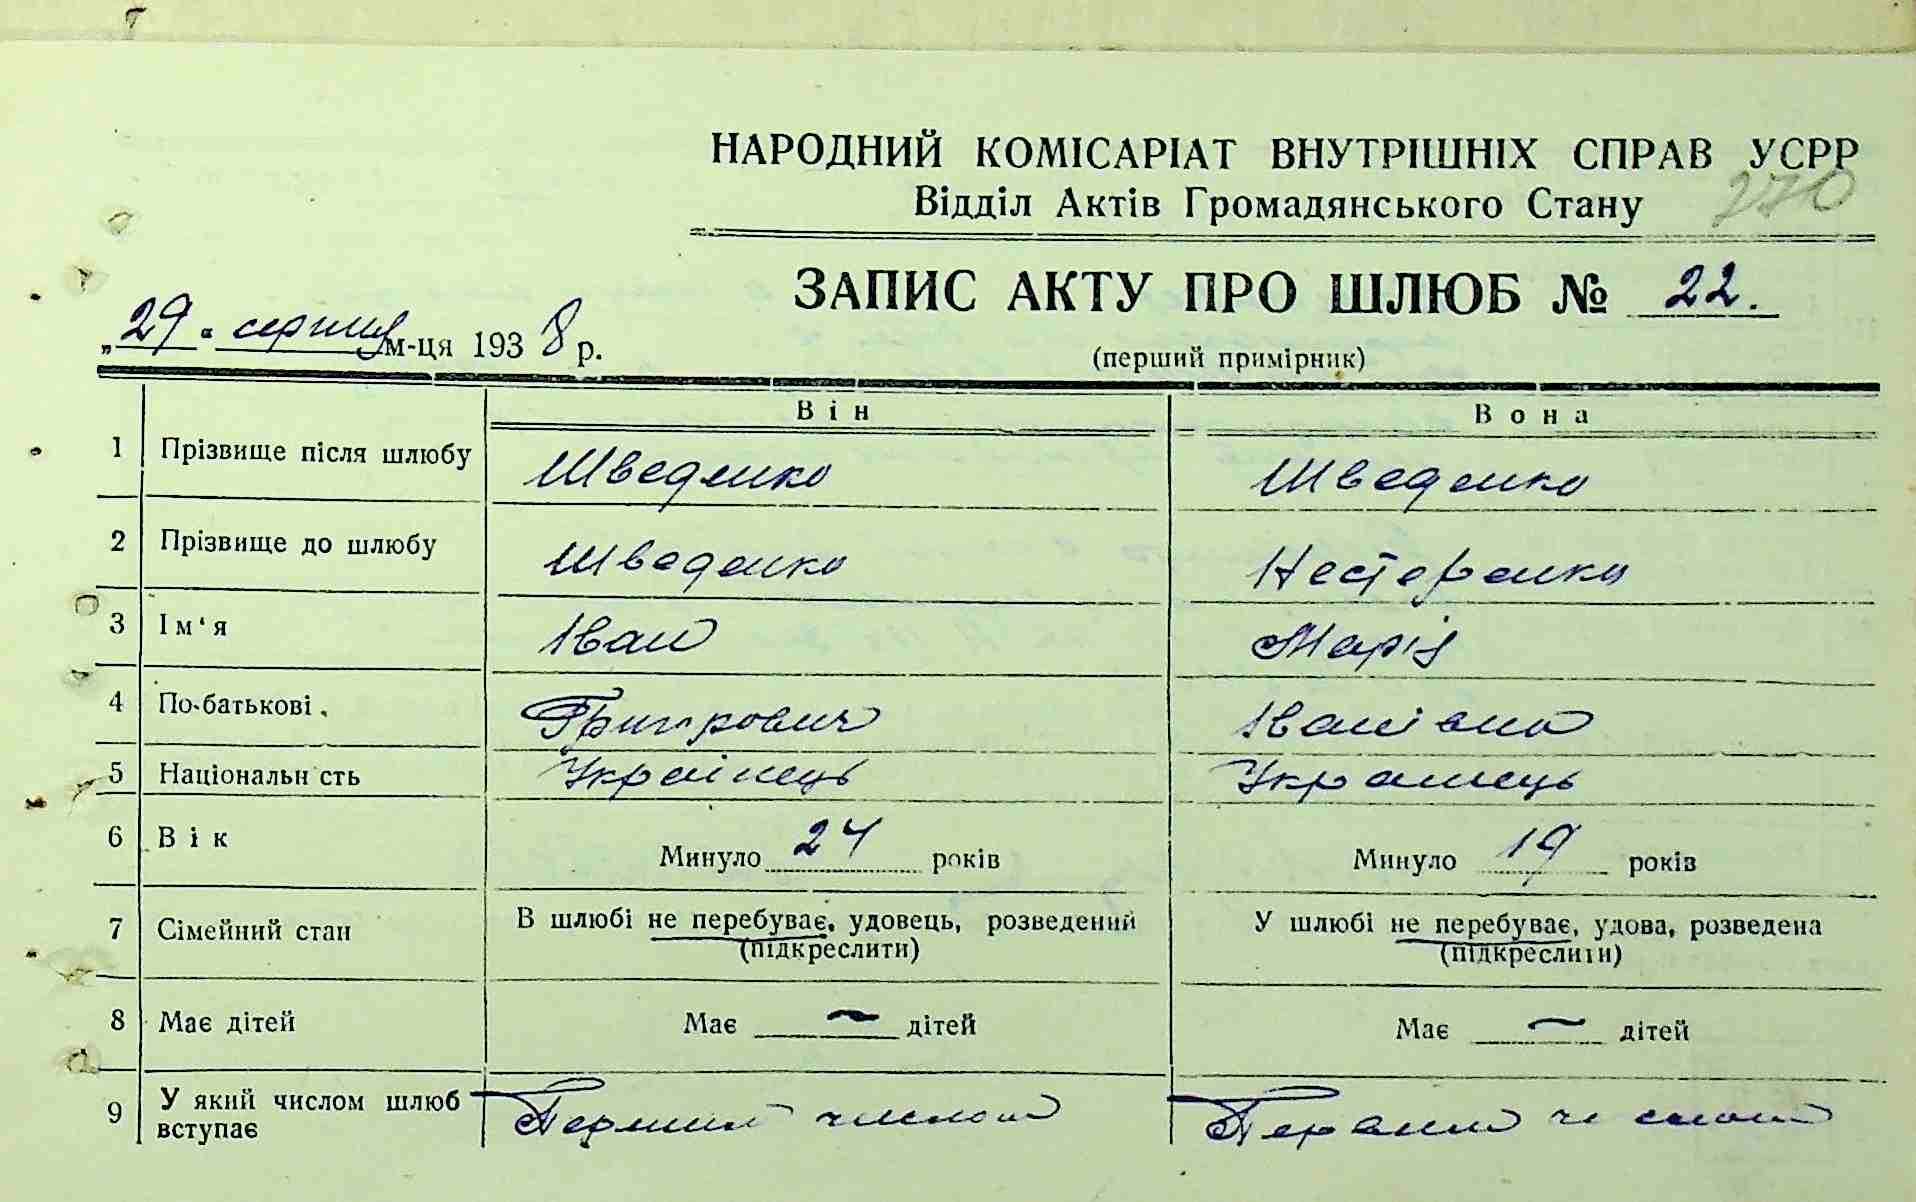 НАРОДНИЙ КОМІСАРІАТ ВНУТРІШНІХ СПРАВ УСРР
Відділ Актів Громадянського Стану 270
ЗАПИС АКТУ ПРО ШЛЮБ № 22.
„29“ серпня м-ця 1938 р.
(перший примірник)
Він Вона
1 Прізвище після шлюбу Шведенко Шведенко
2 Прізвище до шлюбу Шведенко Нестеренко
3 Ім‘я Іван Марія
4 По-батькові Григорович Іванівна
5 Національн сть Українець Украинець
6 Вік Минуло 24 років Минуло 19 років
7 Сімейний стан В шлюбі не перебуває, удовець, розведений У шлюбі не перебуває, удова, розведена
(підкреслити) (підкреслити)
8 Має дітей Має — дітей Має — дітей
9 У який числом шлюб вступає Первим числом Первим числом